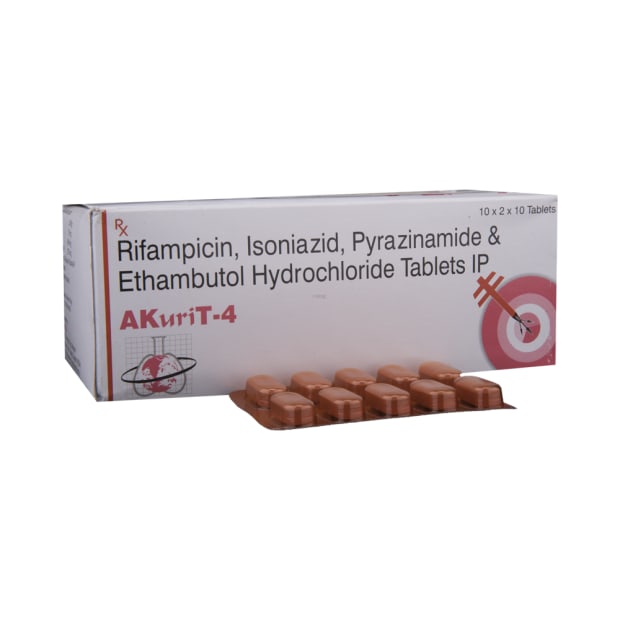 Rx
10 x 2 x 10 Tablets
Rifampicin, Isoniazid, Pyrazinamide &
Ethambutol Hydrochloride Tablets IP
AKuriT-4